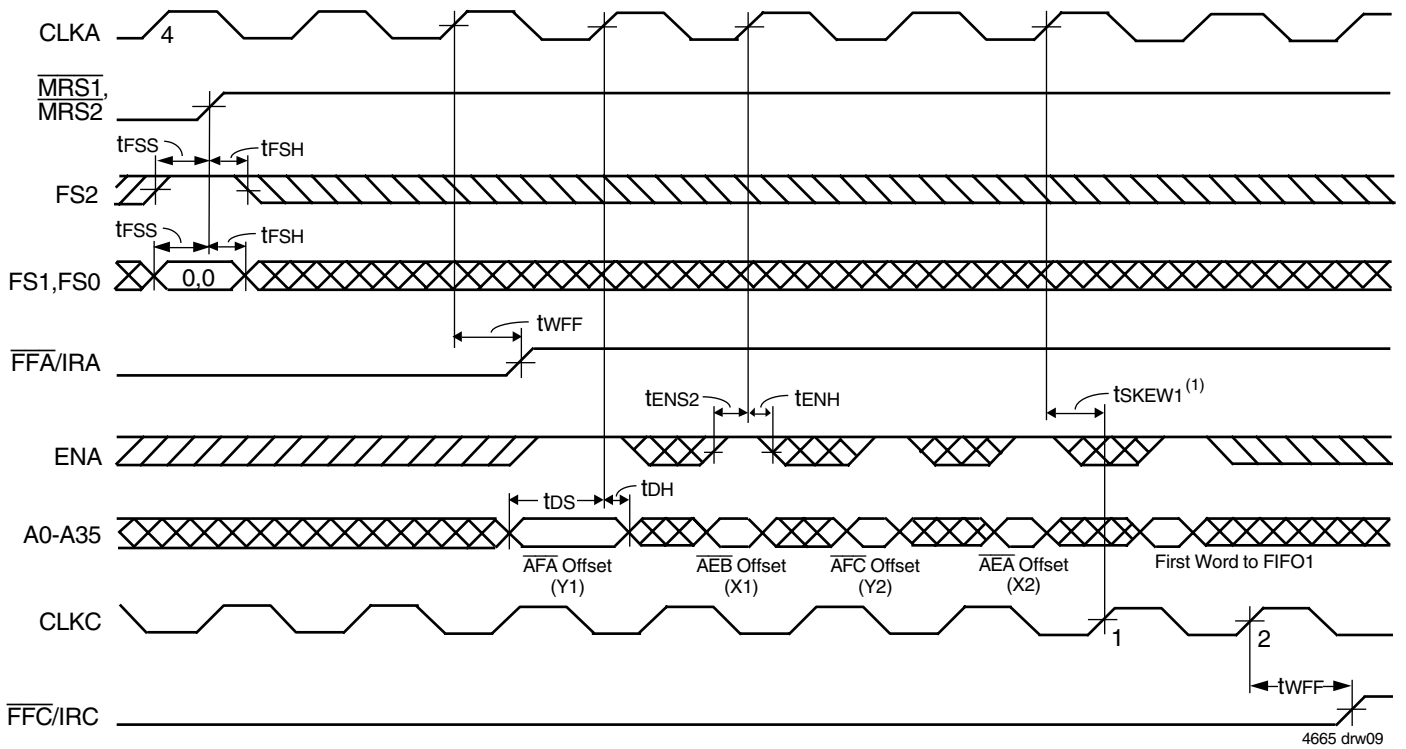 CLKA
4
MRS1,
MRS2
tFSS
tFSH
FS2
tFSS
tFSH
FS1,FS0
0,0
tWFF
FFA/IRA
tENS2
tENH
tSKEW1(1)
ENA
tDS
tDH
A0-A35
AFA Offset
(Y1)
AEB Offset
(X1)
AFC Offset
(Y2)
AEA Offset
(X2)
First Word to FIFO1
CLKC
1
2
tWFF
FFC/IRC
4665 drw09